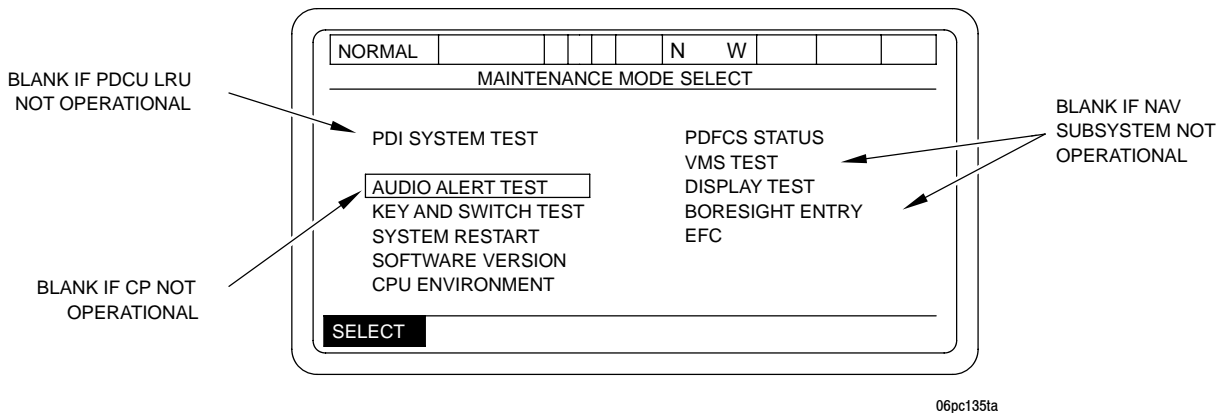 NORMAL N W
MAINTENANCE MODE SELECT
BLANK IF PDCU LRU
NOT OPERATIONAL
PDI SYSTEM TEST
AUDIO ALERT TEST
KEY AND SWITCH TEST
SYSTEM RESTART
SOFTWARE VERSION
CPU ENVIRONMENT
PDFCS STATUS
VMS TEST
DISPLAY TEST
BORESIGHT ENTRY
EFC
BLANK IF NAV
SUBSYSTEM NOT
OPERATIONAL
BLANK IF CP NOT
OPERATIONAL
SELECT
06pc135ta